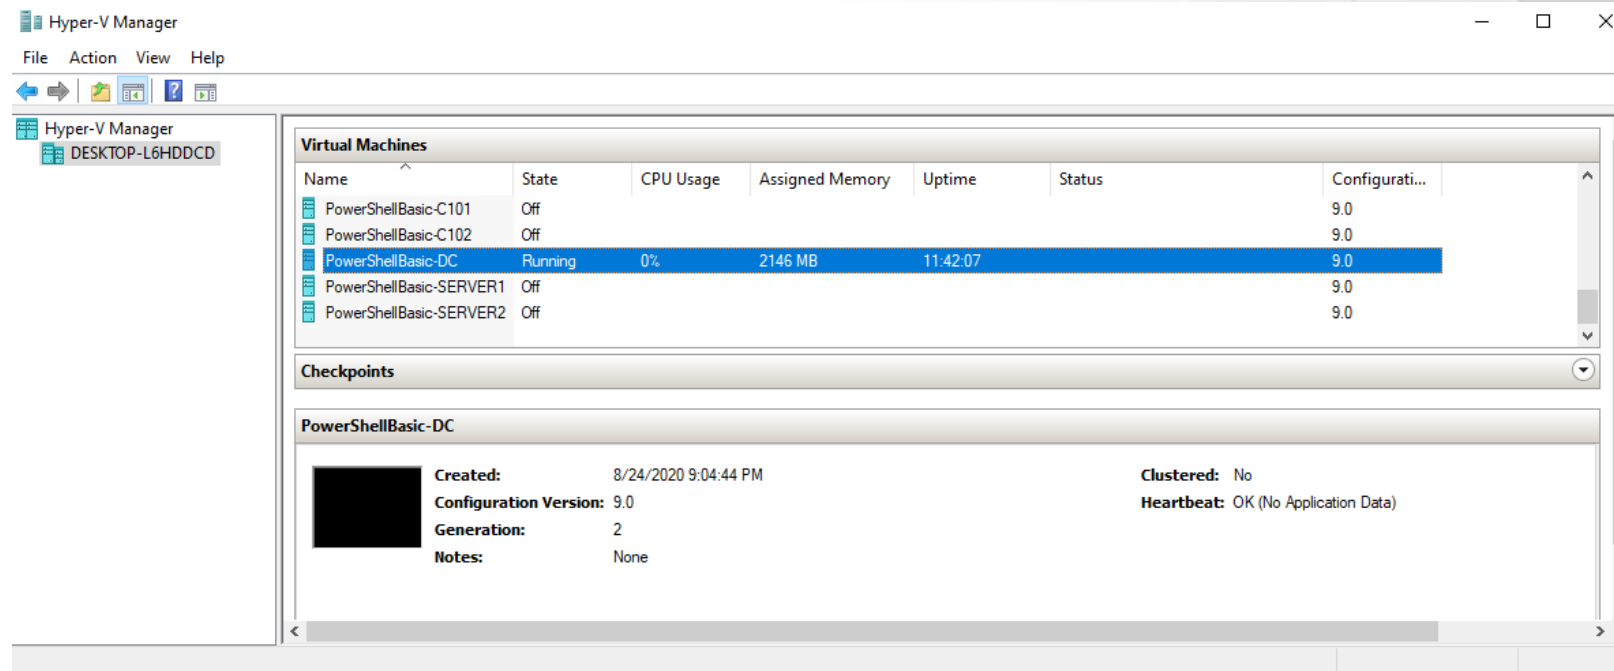 Hyper-V Manager
File Action View Help
Hyper-V Manager
DESKTOP-L6HDDCD
Virtual Machines
Name State CPU Usage Assigned Memory Uptime Status Configurati...
PowerShellBasic-C101 Off 9.0
PowerShellBasic-C102 Off 9.0
PowerShellBasic-DC Running 0% 2146 MB 11:42:07 9.0
PowerShellBasic-SERVER1 Off 9.0
PowerShellBasic-SERVER2 Off 9.0
Checkpoints
PowerShellBasic-DC
Created: 8/24/2020 9:04:44 PM Clustered: No
Configuration Version: 9.0 Heartbeat: OK (No Application Data)
Generation: 2
Notes: None